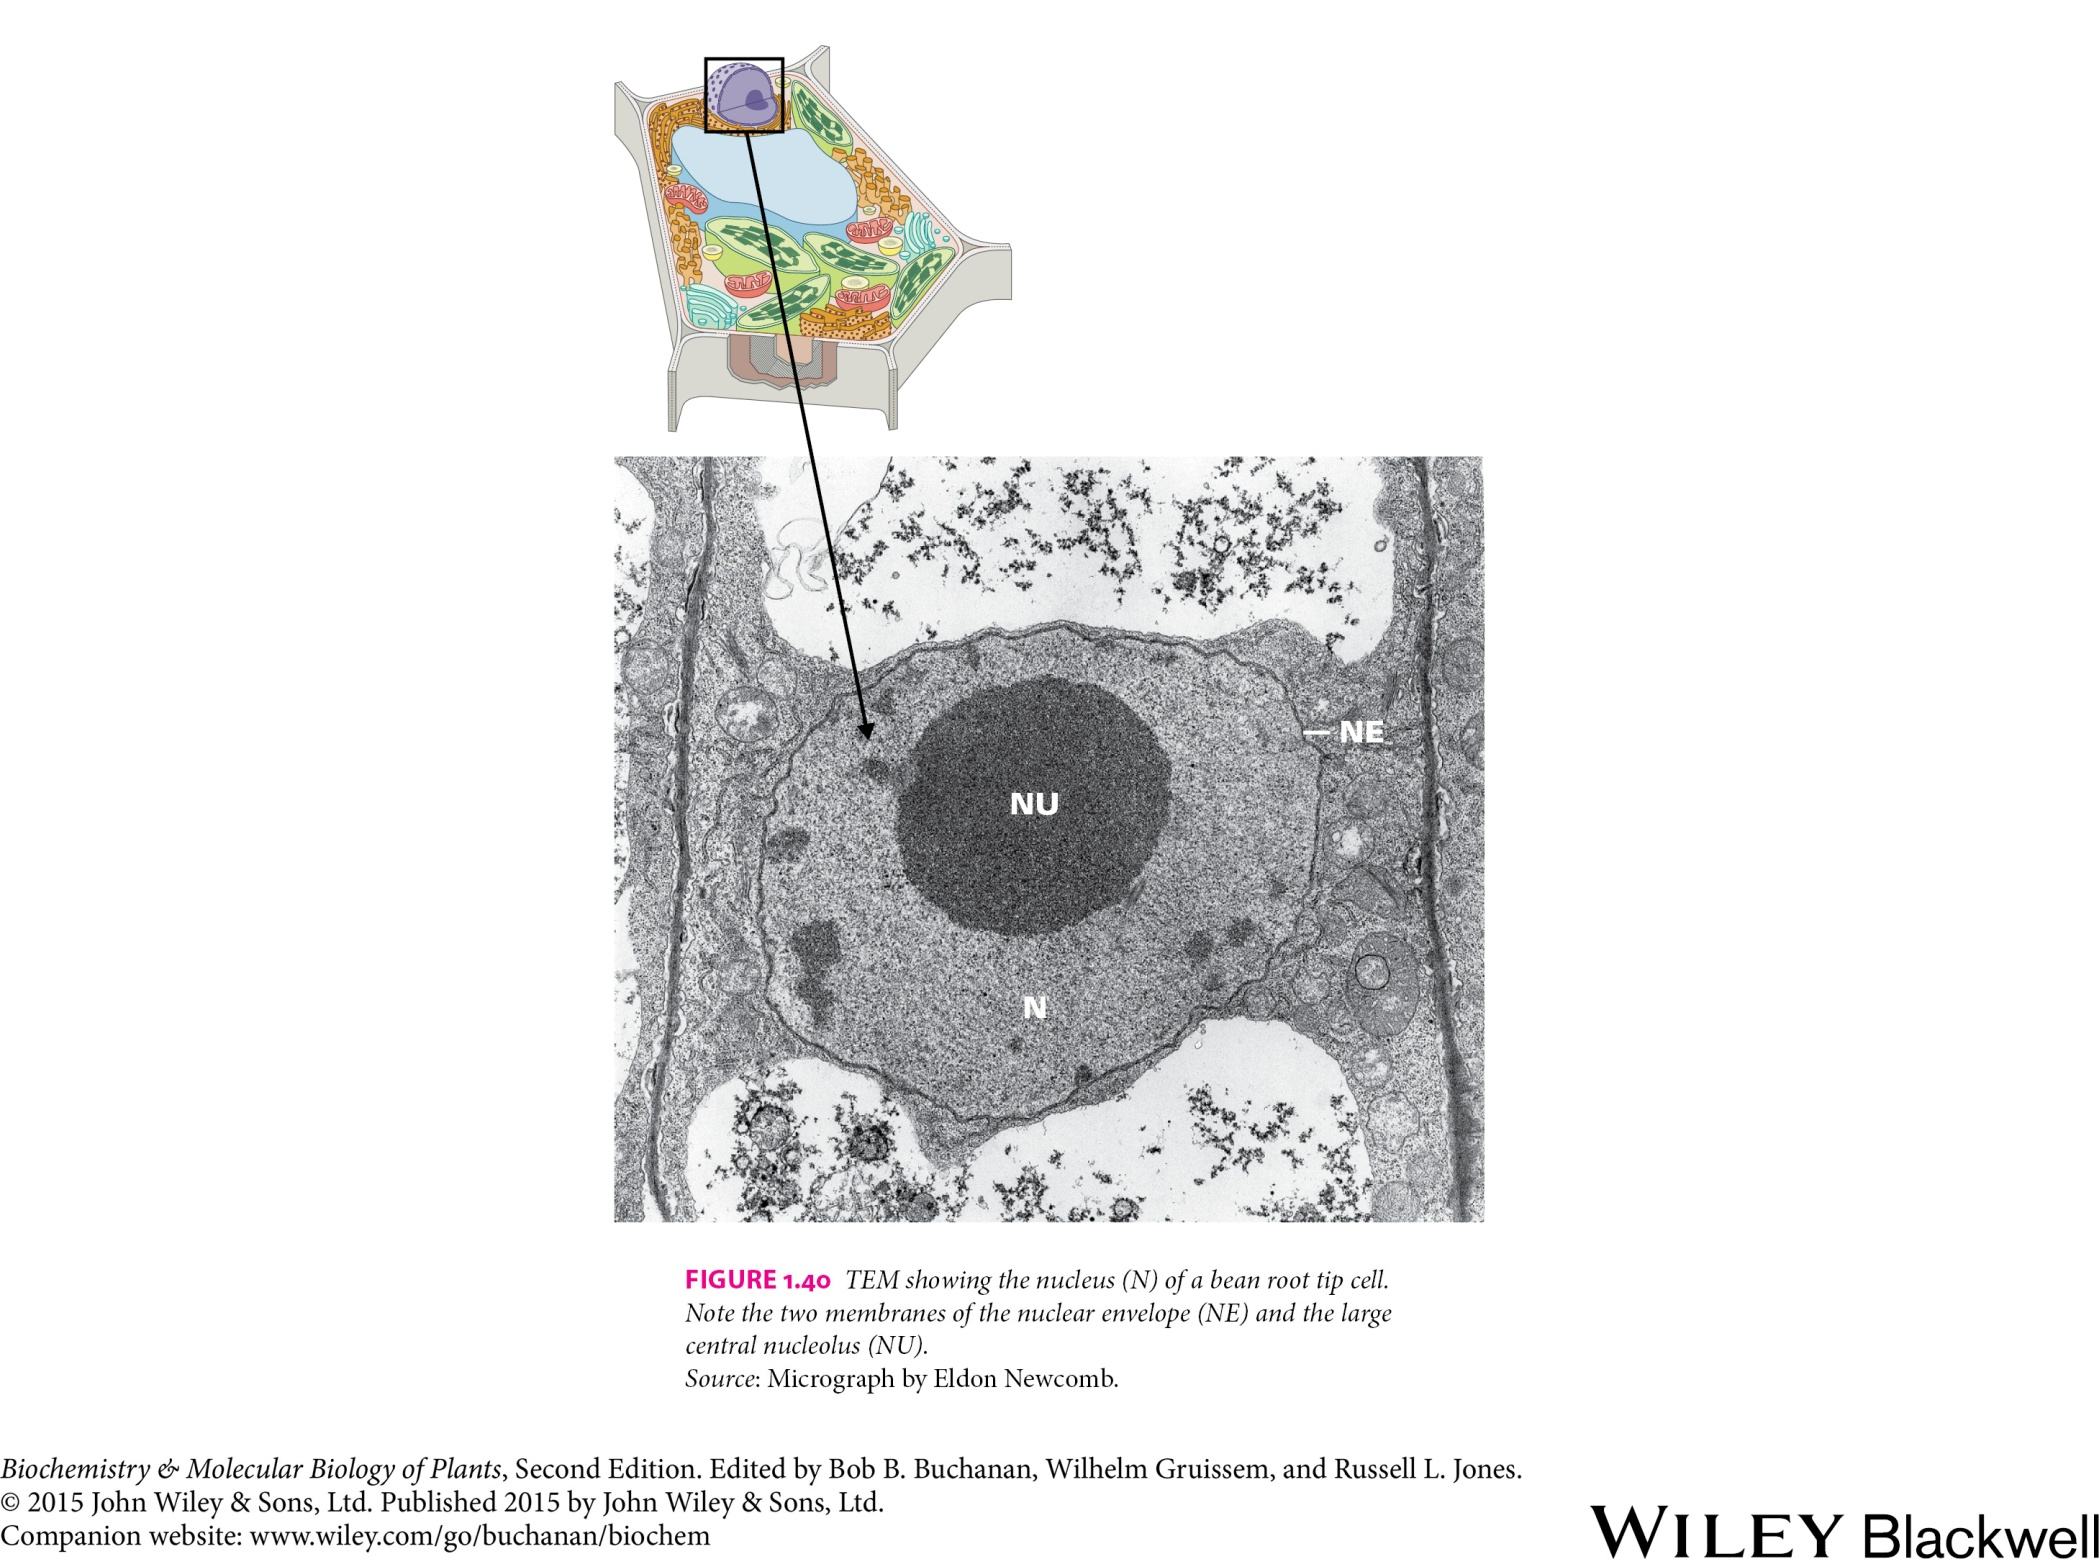 NE
NU
N
FIGURE 1.40 TEM showing the nucleus (N) of a bean root tip cell.
Note the two membranes of the nuclear envelope (NE) and the large
central nucleolus (NU).
Source: Micrograph by Eldon Newcomb.
Biochemistry & Molecular Biology of Plants, Second Edition. Edited by Bob B. Buchanan, Wilhelm Gruissem, and Russell L. Jones.
© 2015 John Wiley & Sons, Ltd. Published 2015 by John Wiley & Sons, Ltd.
Companion website: www.wiley.com/go/buchanan/biochem
WILEY Blackwell